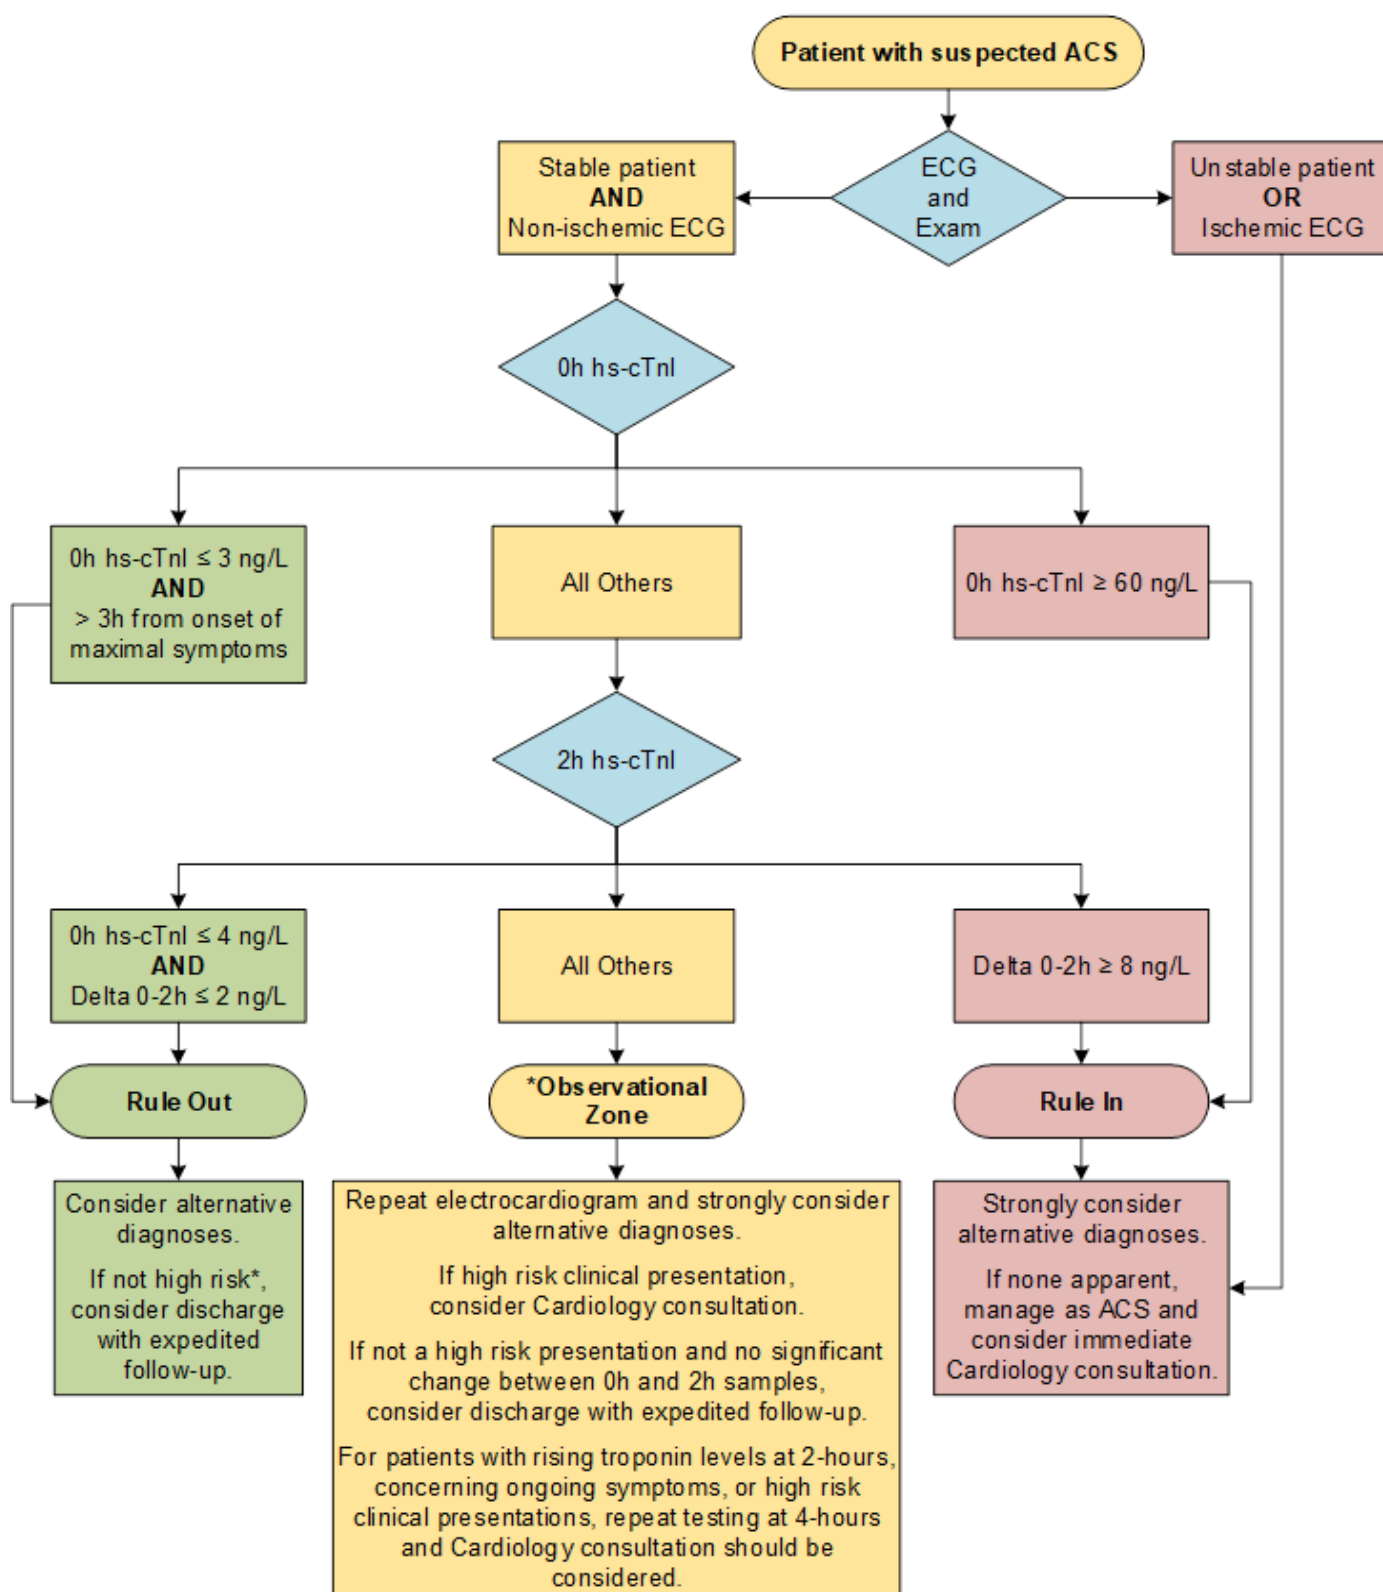 Patient with suspected ACS
ECG
and
Exam
Stable patient
AND
Non-ischemic ECG
Unstable patient
OR
Ischemic ECG
0h hs-cTnI
0h hs-cTnI ≤ 3 ng/L
AND
> 3h from onset of
maximal symptoms
All Others
0h hs-cTnI ≥ 60 ng/L
2h hs-cTnI
0h hs-cTnI ≤ 4 ng/L
AND
Delta 0-2h ≤ 2 ng/L
All Others
Delta 0-2h ≥ 8 ng/L
Rule Out
*Observational
Zone
Rule In
Consider alternative
diagnoses.
If not high risk*,
consider discharge
with expedited
follow-up.
Repeat electrocardiogram and strongly consider
alternative diagnoses.
If high risk clinical presentation,
consider Cardiology consultation.
If not a high risk presentation and no significant
change between 0h and 2h samples,
consider discharge with expedited follow-up.
For patients with rising troponin levels at 2-hours,
concerning ongoing symptoms, or high risk
clinical presentations, repeat testing at 4-hours
and Cardiology consultation should be
considered.
Strongly consider
alternative diagnoses.
If none apparent,
manage as ACS and
consider immediate
Cardiology consultation.